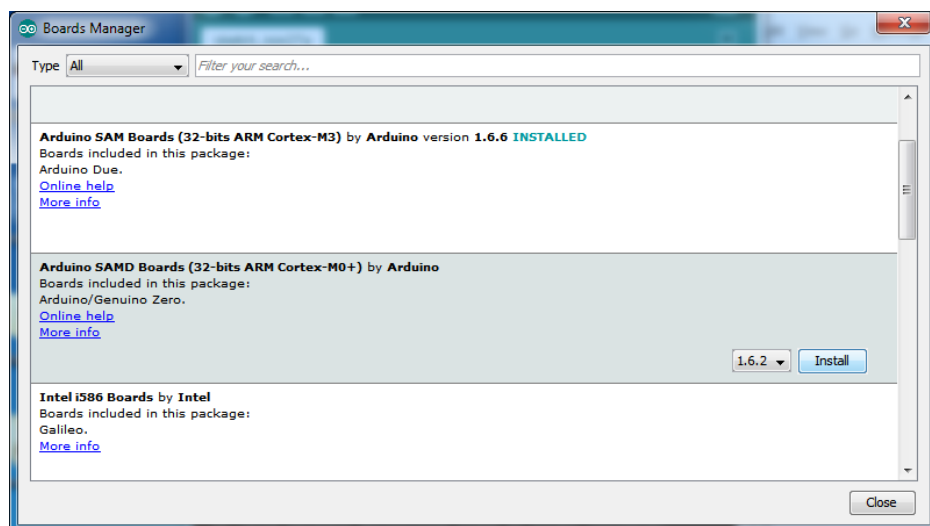 Boards Manager
Type All Filter your search...
Arduino SAM Boards (32-bits ARM Cortex-M3) by Arduino version 1.6.6 INSTALLED
Boards included in this package:
Arduino Due.
Online help
More info
Arduino SAMD Boards (32-bits ARM Cortex-M0+) by Arduino
Boards included in this package:
Arduino/Genuino Zero.
Online help
More info
1.6.2 Install
Intel i586 Boards by Intel
Boards included in this package:
Galileo.
More info
Close